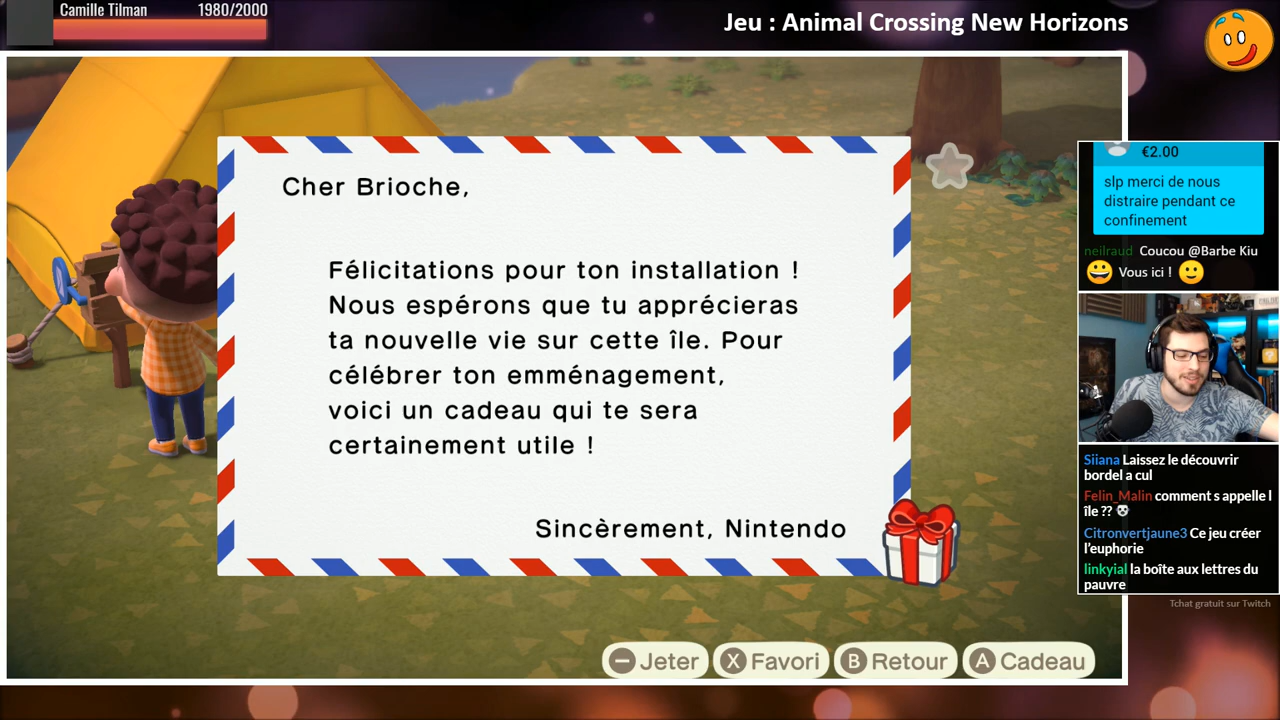 Camille Tilman 1980/2000
Jeu : Animal Crossing New Horizons
Cher Brioche,
Félicitations pour ton installation !
Nous espérons que tu apprécieras
ta nouvelle vie sur cette île. Pour
célébrer ton emménagement,
voici un cadeau qui te sera
certainement utile !
Sincèrement, Nintendo
- Jeter
X Favori
B Retour
A Cadeau
€2.00
slp merci de nous
distraire pendant ce
confinement
neilraud Coucou @Barbe Kiu
😀 Vous ici ! 🙂
Siiana Laissez le découvrir
bordel a cul
Felin_Malin comment s appelle l
île ??
Citronvertjaune3 Ce jeu créer
l'euphorie
linkyial la boîte aux lettres du
pauvre
Tchat gratuit sur Twitch